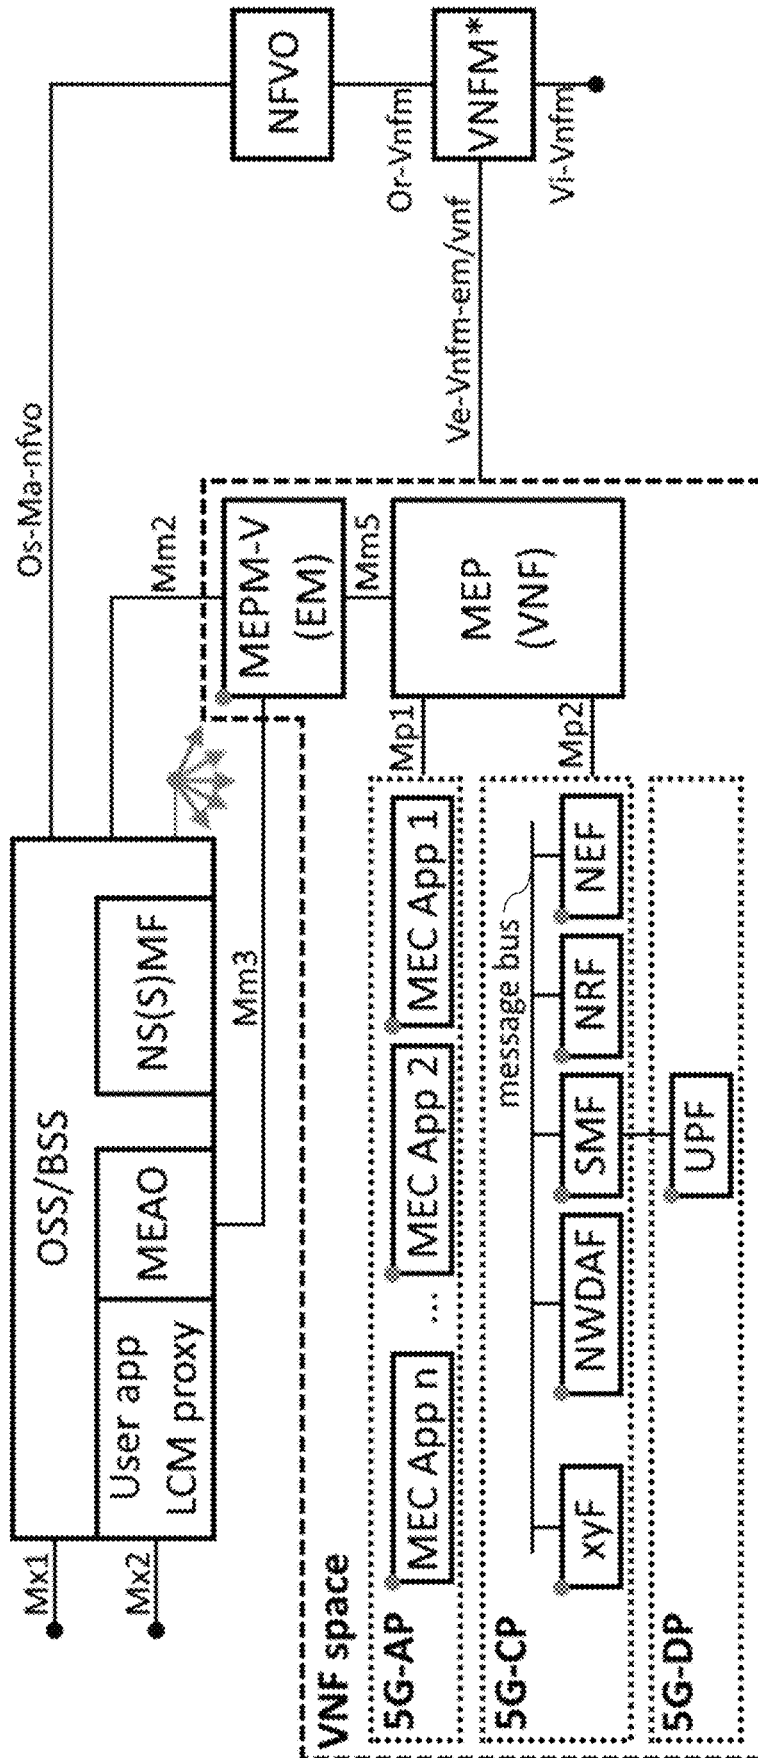 Mx1
Mx2
OSS/BSS
User app
LCM proxy
MEAO
NS(S)MF
Os-Ma-nfvo
NFVO
Or-Vnfm
VNFM*
Vi-Vnfm
Ve-Vnfm-em/vnf
Mm2
Mm3
MEPM-V
(EM)
Mm5
MEP
(VNF)
Mp1
Mp2
VNF space
5G-AP
MEC App n
...
MEC App 2
MEC App 1
5G-CP
message bus
xyF
NWDAF
SMF
NRF
NEF
5G-DP
UPF